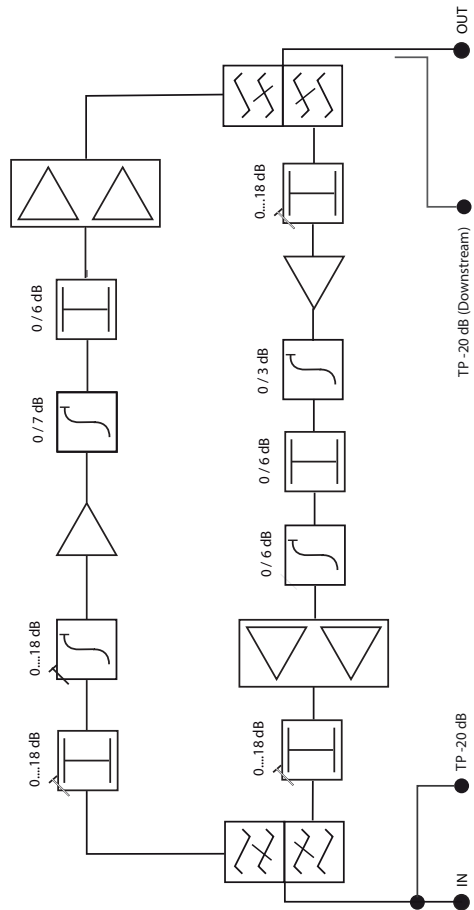 0....18 dB
0....18 dB
0 / 7 dB
0 / 6 dB
0....18 dB
0 / 6 dB
0 / 6 dB
0 / 3 dB
0....18 dB
IN
TP -20 dB
TP -20 dB (Downstream)
OUT